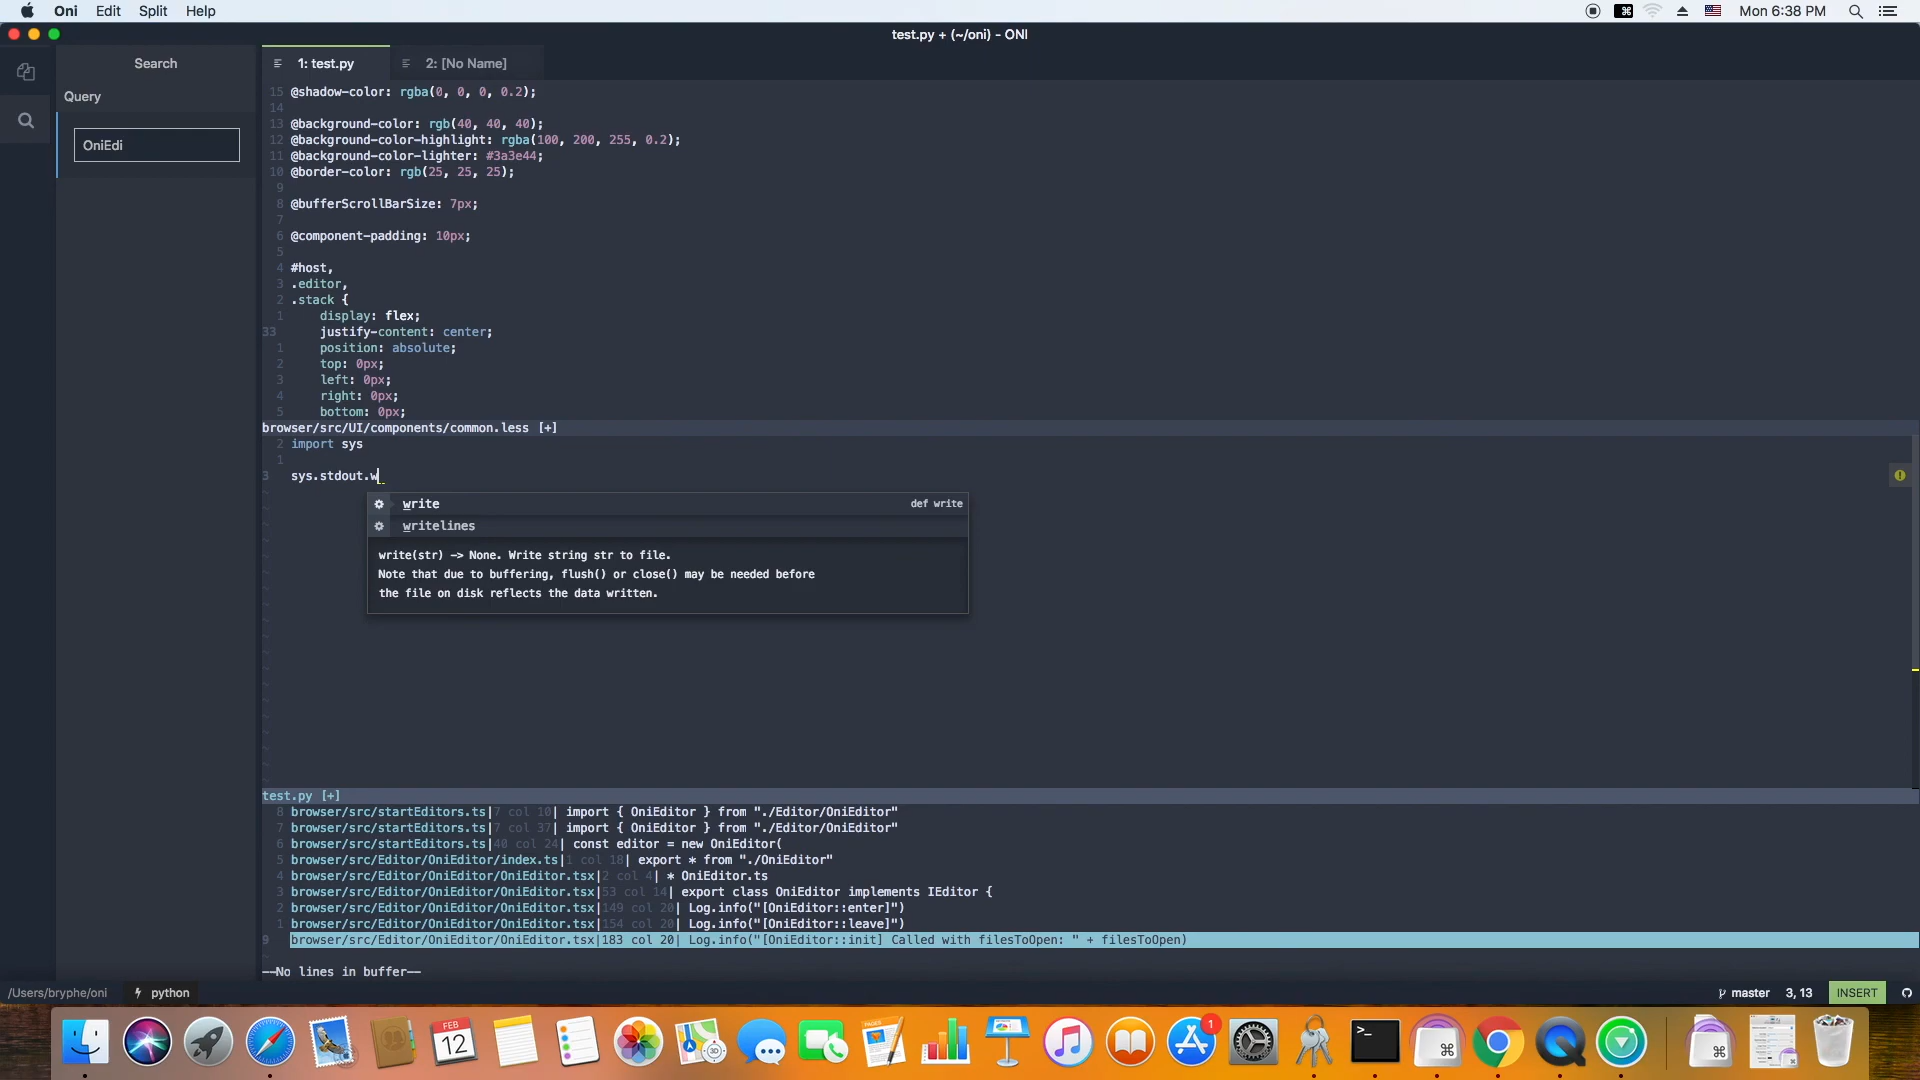 Oni Edit Split Help
Mon 6:38 PM
test.py + (~/oni) - ONI
Search
Query
OniEdi
1: test.py
2: [No Name]
15 @shadow-color: rgba(0, 0, 0, 0.2);
14
13 @background-color: rgb(40, 40, 40);
12 @background-color-highlight: rgba(100, 200, 255, 0.2);
11 @background-color-lighter: #3a3e44;
10 @border-color: rgb(25, 25, 25);
9
8 @bufferScrollBarSize: 7px;
7
6 @component-padding: 10px;
5
4 #host,
3 .editor,
2 .stack {
1 display: flex;
33 justify-content: center;
1 position: absolute;
2 top: 0px;
3 left: 0px;
4 right: 0px;
5 bottom: 0px;
browser/src/UI/components/common.less [+]
2 import sys
1
3 sys.stdout.w
write def write
writelines
write(str) -> None. Write string str to file.
Note that due to buffering, flush() or close() may be needed before
the file on disk reflects the data written.
test.py [+]
8 browser/src/startEditors.ts|7 col 10| import { OniEditor } from "./Editor/OniEditor"
7 browser/src/startEditors.ts|7 col 37| import { OniEditor } from "./Editor/OniEditor"
6 browser/src/startEditors.ts|40 col 24| const editor = new OniEditor(
5 browser/src/Editor/OniEditor/index.ts|1 col 18| export * from "./OniEditor"
4 browser/src/Editor/OniEditor/OniEditor.tsx|2 col 4| * OniEditor.ts
3 browser/src/Editor/OniEditor/OniEditor.tsx|53 col 14| export class OniEditor implements IEditor {
2 browser/src/Editor/OniEditor/OniEditor.tsx|149 col 20| Log.info("[OniEditor::enter]")
1 browser/src/Editor/OniEditor/OniEditor.tsx|154 col 20| Log.info("[OniEditor::leave]")
9 browser/src/Editor/OniEditor/OniEditor.tsx|183 col 20| Log.info("[OniEditor::init] Called with filesToOpen: " + filesToOpen)
--No lines in buffer--
/Users/bryphe/oni python master 3, 13 INSERT
FEB
12
3D
PAGES
1
>_